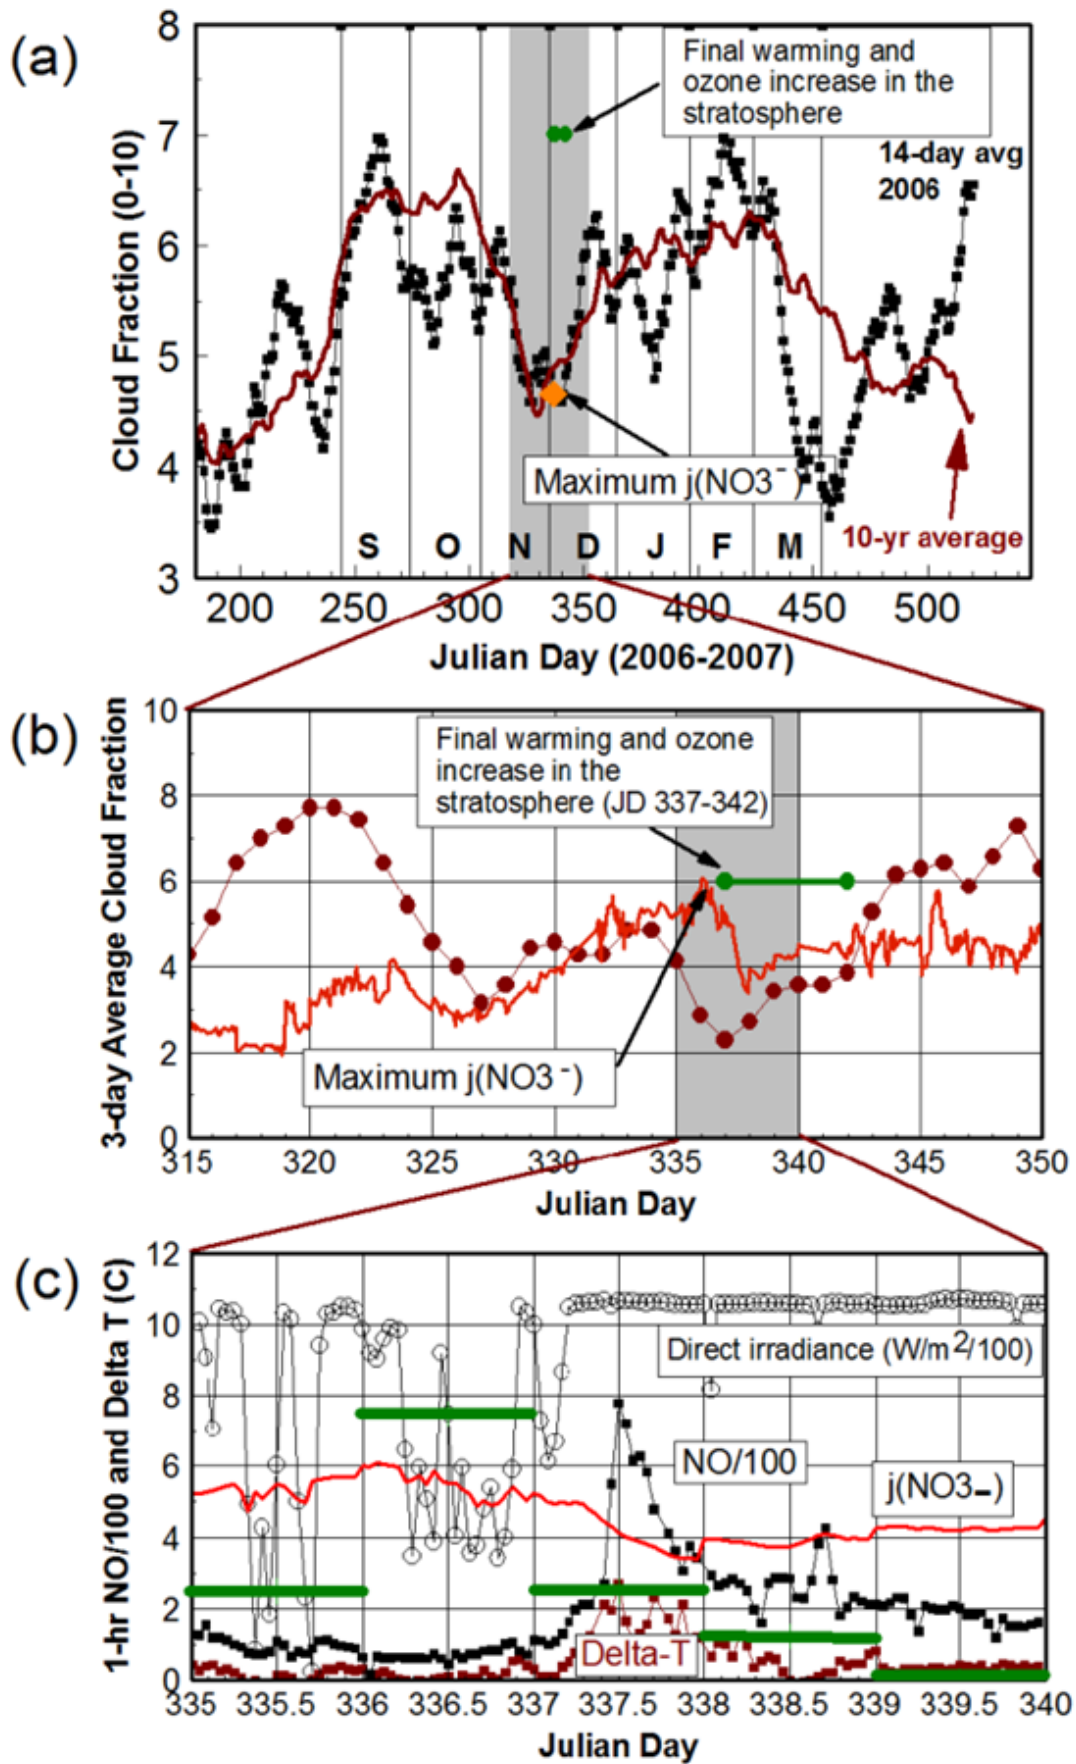 (a)
8
7
6
5
4
3
Cloud Fraction (0-10)
Final warming and
ozone increase in the
stratosphere
14-day avg
2006
Maximum j(NO3⁻)
10-yr average
S O N D J F M
200 250 300 350 400 450 500
Julian Day (2006-2007)
(b)
10
8
6
4
2
0
3-day Average Cloud Fraction
Final warming and ozone
increase in the
stratosphere (JD 337-342)
Maximum j(NO3⁻)
315 320 325 330 335 340 345 350
Julian Day
(c)
12
10
8
6
4
2
0
1-hr NO/100 and Delta T (C)
Direct irradiance (W/m²/100)
NO/100
j(NO3-)
Delta-T
335 335.5 336 336.5 337 337.5 338 338.5 339 339.5 340
Julian Day